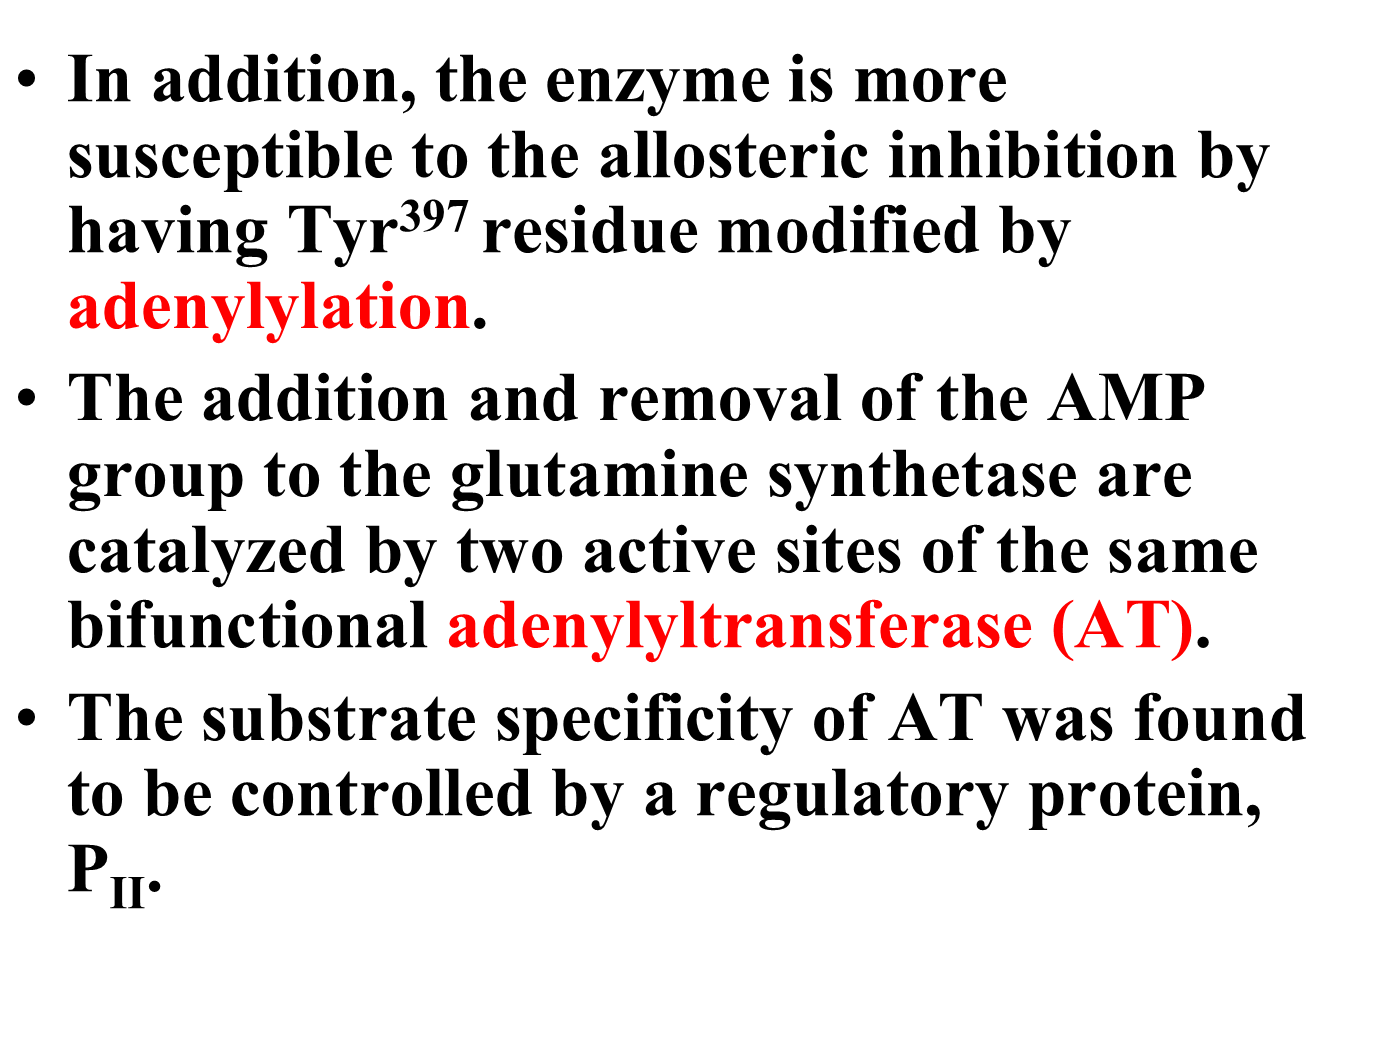 • In addition, the enzyme is more
susceptible to the allosteric inhibition by
having Tyr³⁹⁷ residue modified by
adenylylation.
• The addition and removal of the AMP
group to the glutamine synthetase are
catalyzed by two active sites of the same
bifunctional adenylyltransferase (AT).
• The substrate specificity of AT was found
to be controlled by a regulatory protein,
P_II.